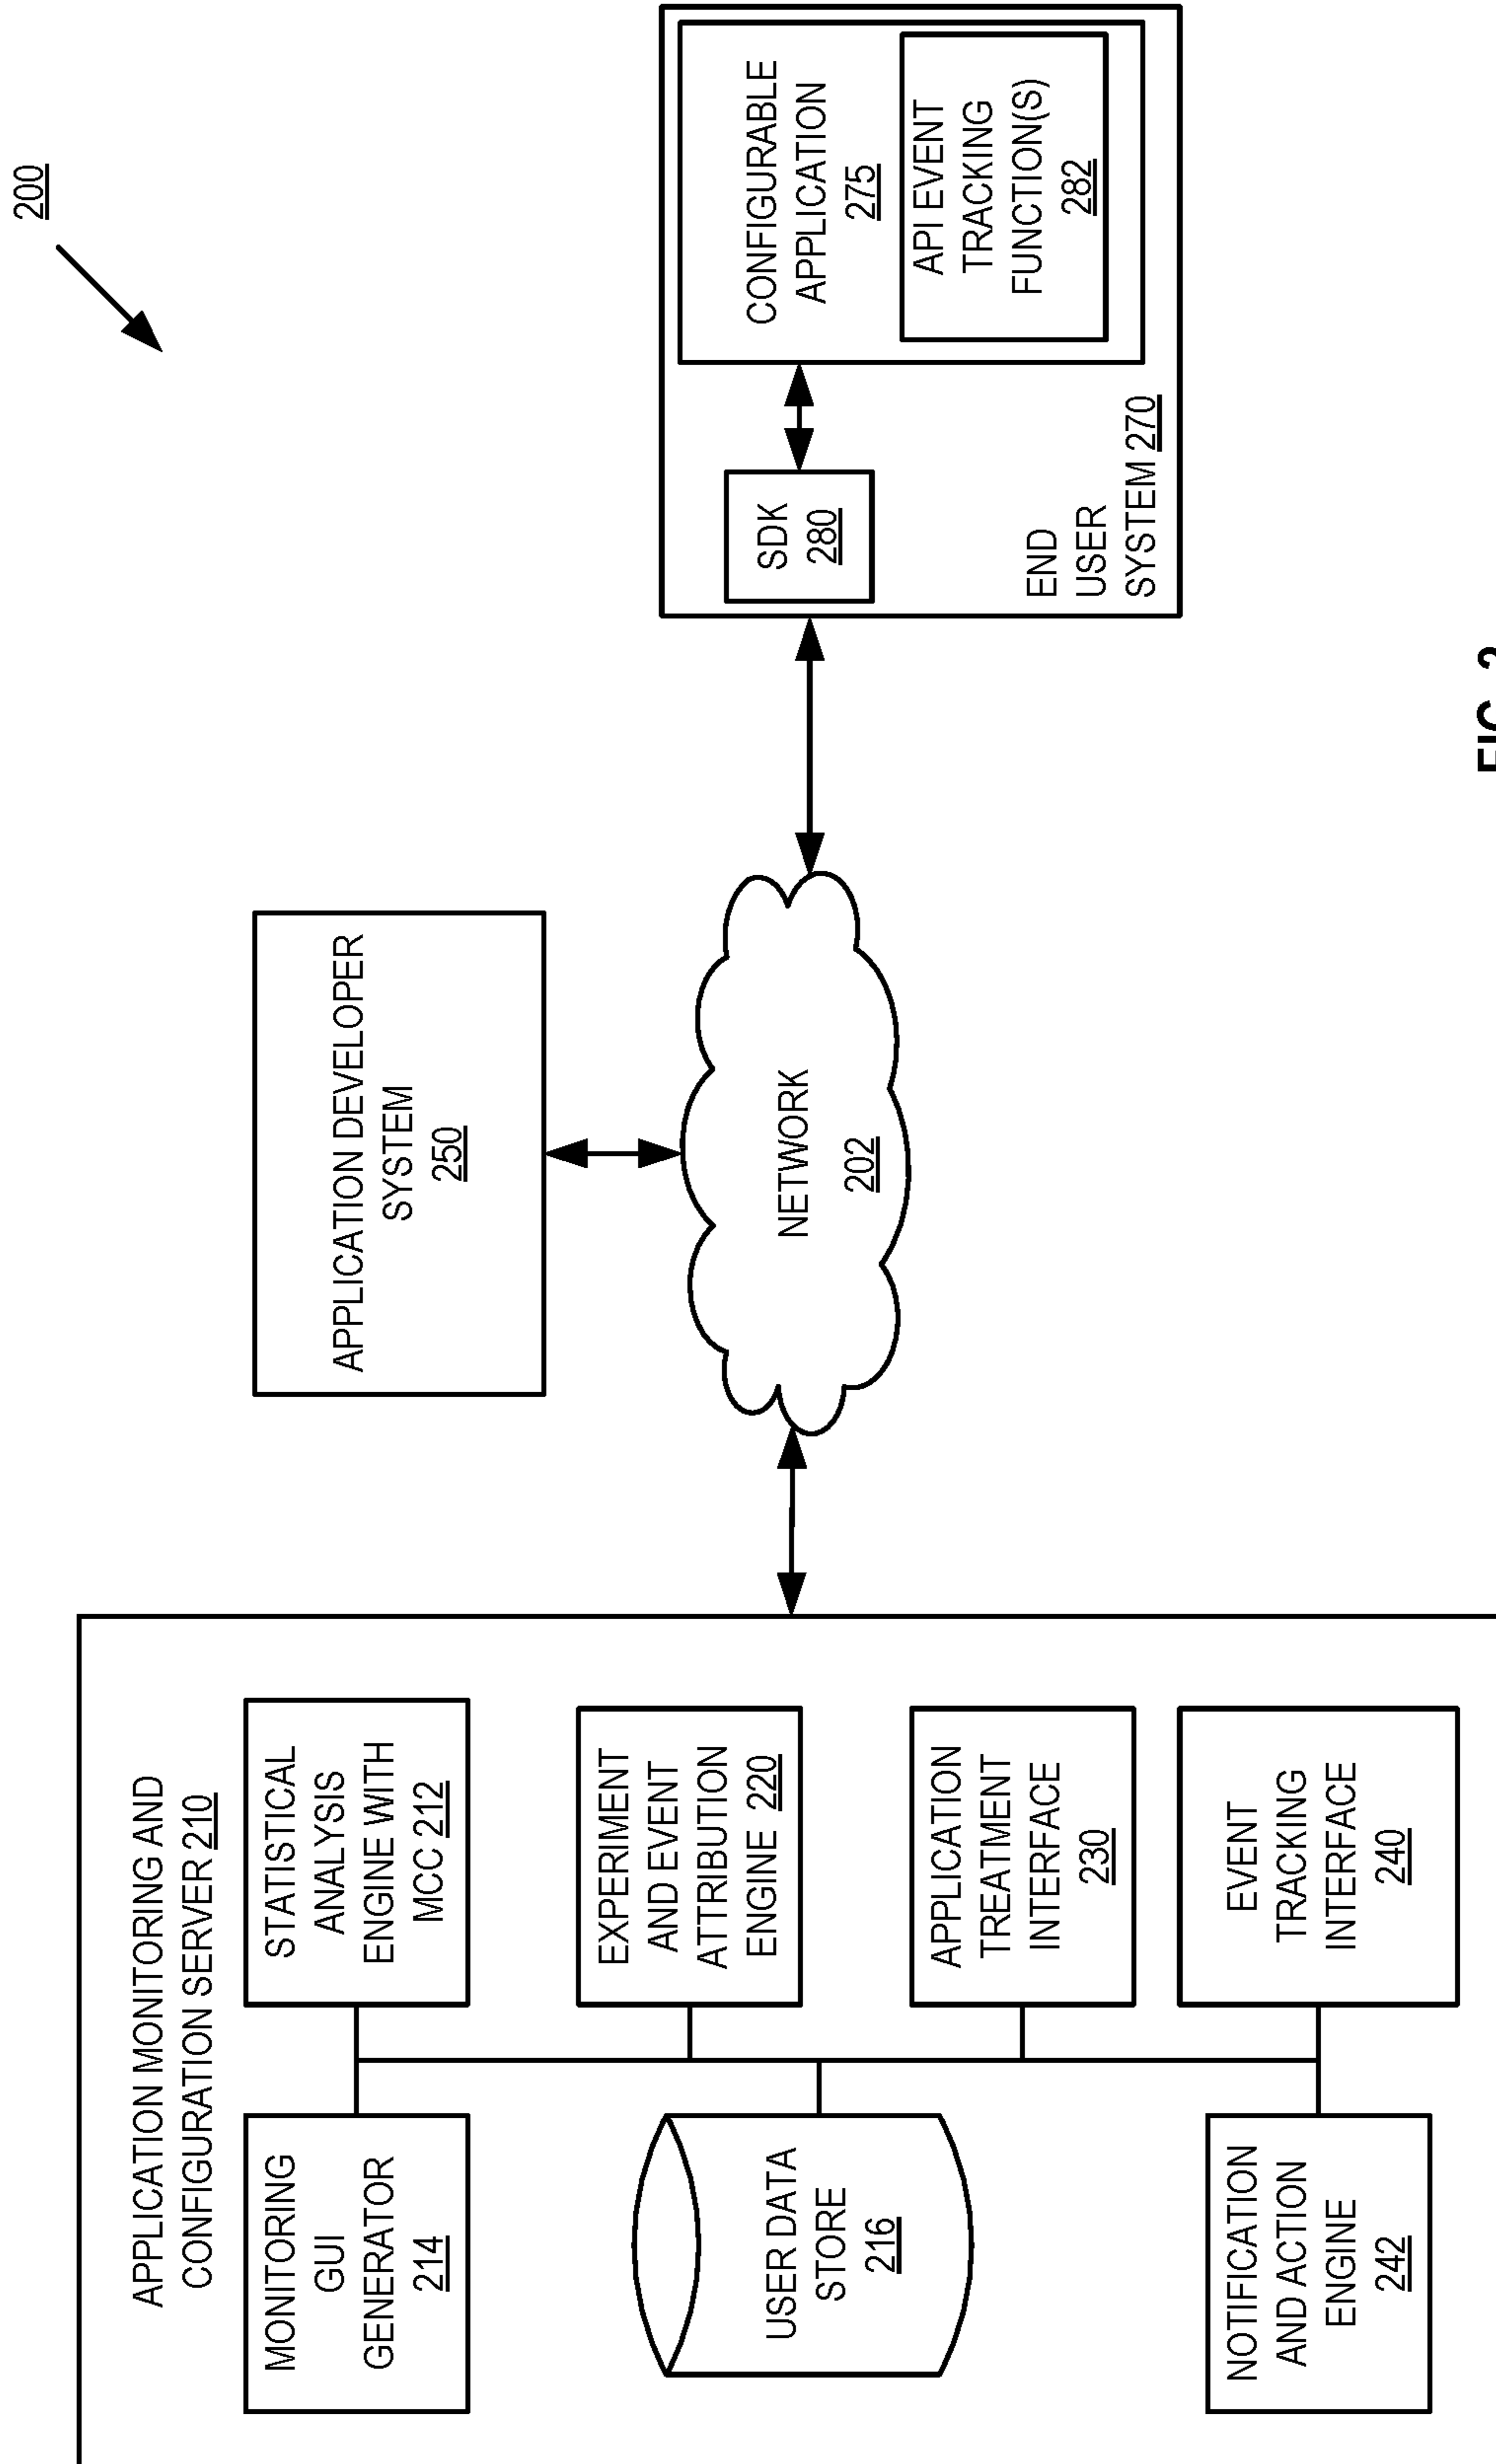 200
APPLICATION MONITORING AND
CONFIGURATION SERVER 210
MONITORING
GUI
GENERATOR
214
STATISTICAL
ANALYSIS
ENGINE WITH
MCC 212
USER DATA
STORE
216
EXPERIMENT
AND EVENT
ATTRIBUTION
ENGINE 220
APPLICATION
TREATMENT
INTERFACE
230
NOTIFICATION
AND ACTION
ENGINE
242
EVENT
TRACKING
INTERFACE
240
APPLICATION DEVELOPER
SYSTEM
250
NETWORK
202
SDK
280
CONFIGURABLE
APPLICATION
275
API EVENT
TRACKING
FUNCTION(S)
282
END
USER
SYSTEM 270
FIG.